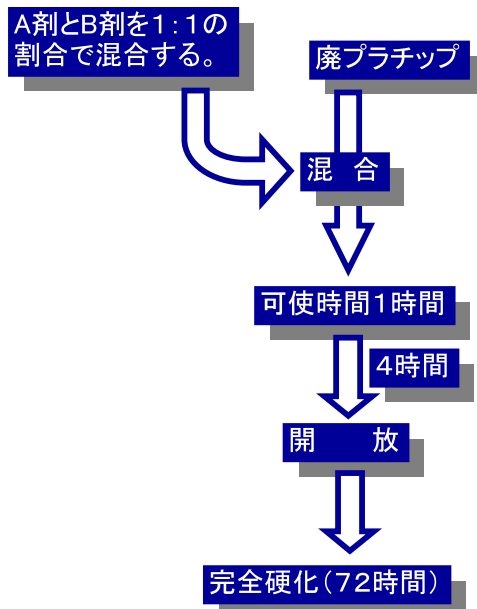 A剤とB剤を１：１の
割合で混合する。
廃プラチップ
混　合
可使時間１時間
４時間
開　　放
完全硬化（７２時間）